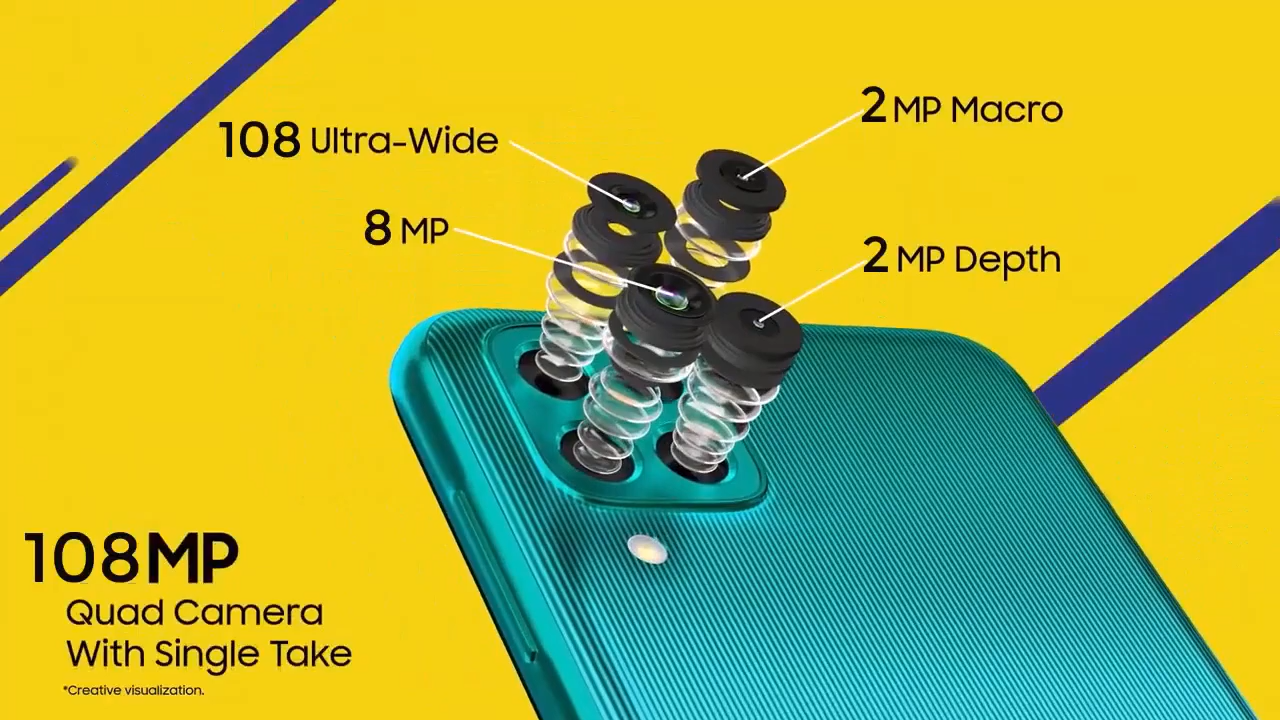 108 Ultra-Wide
2 MP Macro
8 MP
2 MP Depth
108MP
Quad Camera
With Single Take
*Creative visualization.